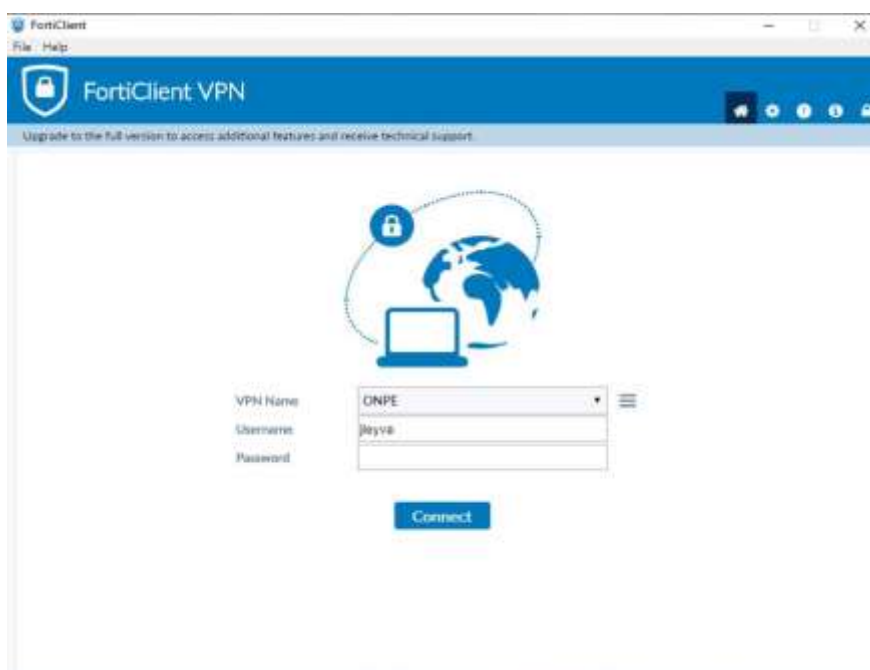 FortiClient
File Help
FortiClient VPN
Upgrade to the full version to access additional features and receive technical support.
VPN Name ONPE
Username jleyva
Password
Connect